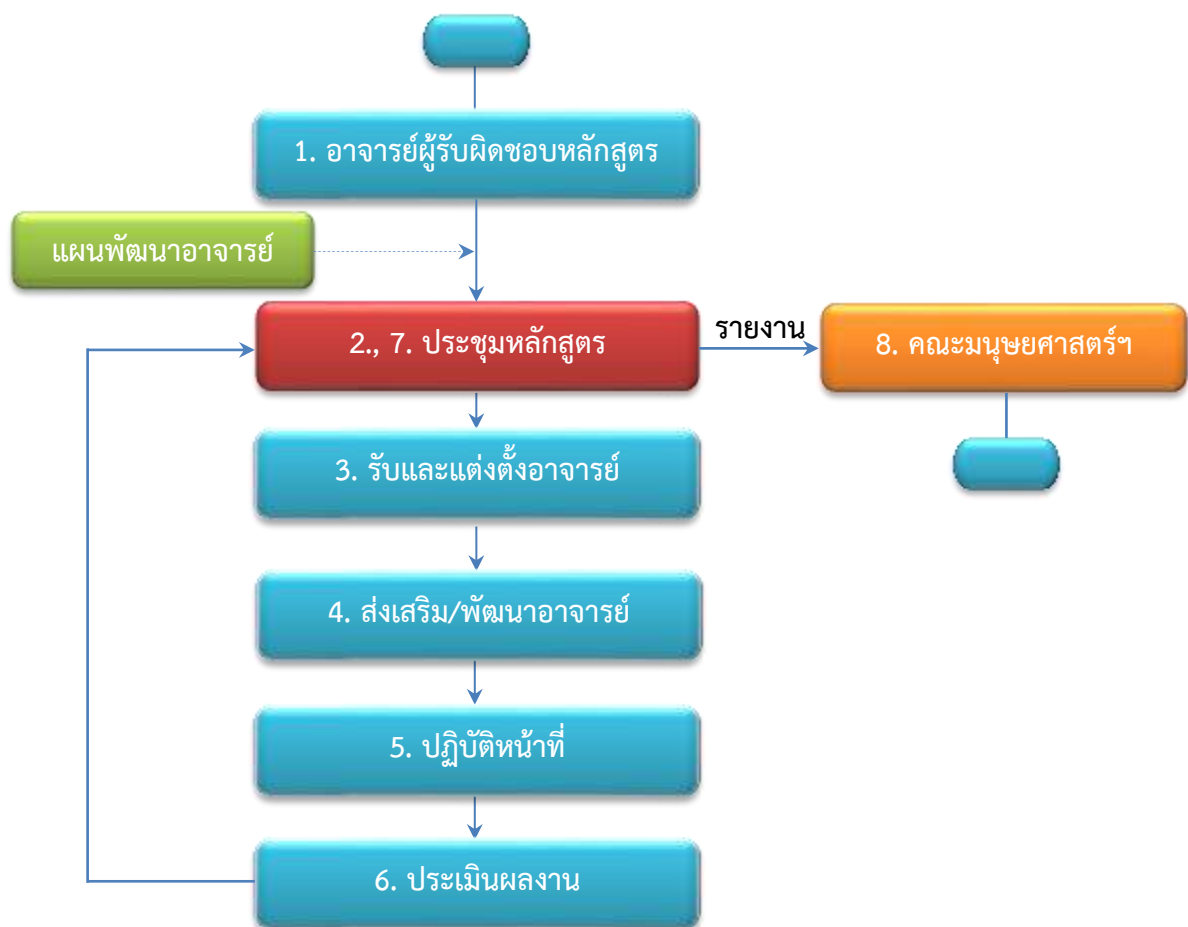 1. อาจารย์ผู้รับผิดชอบหลักสูตร
แผนพัฒนาอาจารย์
2., 7. ประชุมหลักสูตร
รายงาน
8. คณะมนุษยศาสตร์ฯ
3. รับและแต่งตั้งอาจารย์
4. ส่งเสริม/พัฒนาอาจารย์
5. ปฏิบัติหน้าที่
6. ประเมินผลงาน